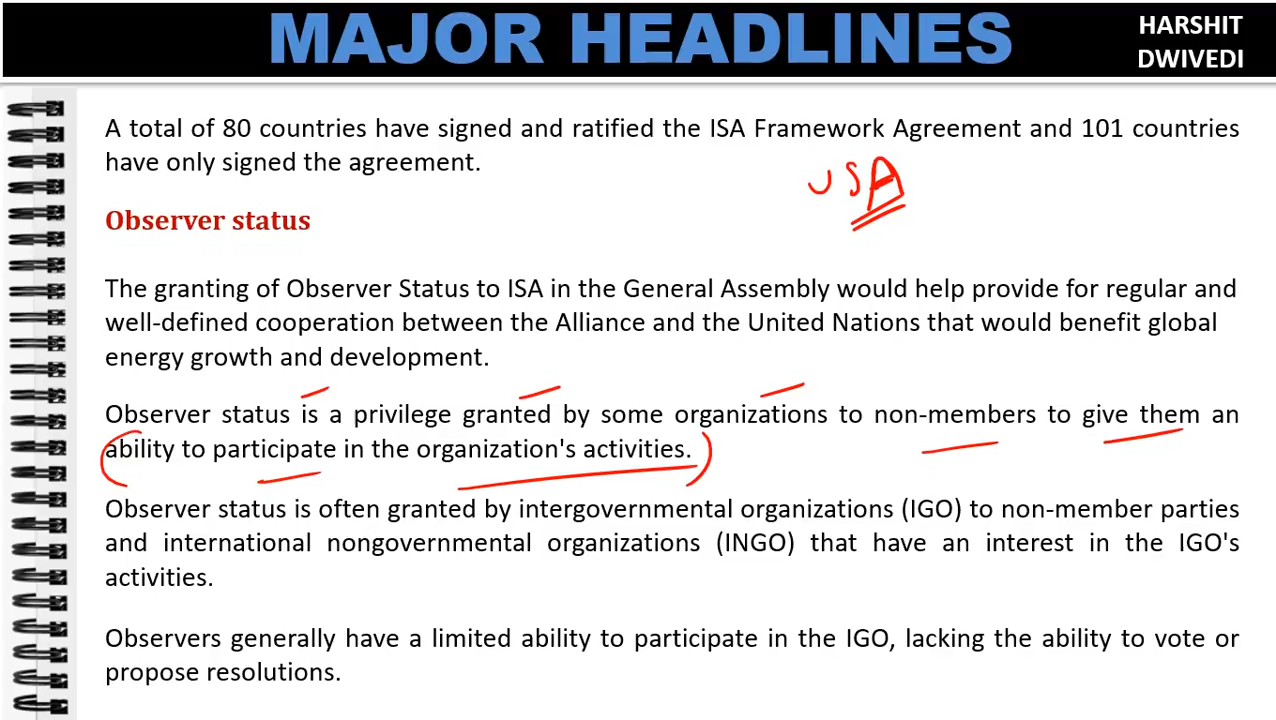 MAJOR HEADLINES
HARSHIT
DWIVEDI
A total of 80 countries have signed and ratified the ISA Framework Agreement and 101 countries
have only signed the agreement.
USA
Observer status
The granting of Observer Status to ISA in the General Assembly would help provide for regular and
well-defined cooperation between the Alliance and the United Nations that would benefit global
energy growth and development.
Observer status is a privilege granted by some organizations to non-members to give them an
ability to participate in the organization's activities.
Observer status is often granted by intergovernmental organizations (IGO) to non-member parties
and international nongovernmental organizations (INGO) that have an interest in the IGO's
activities.
Observers generally have a limited ability to participate in the IGO, lacking the ability to vote or
propose resolutions.